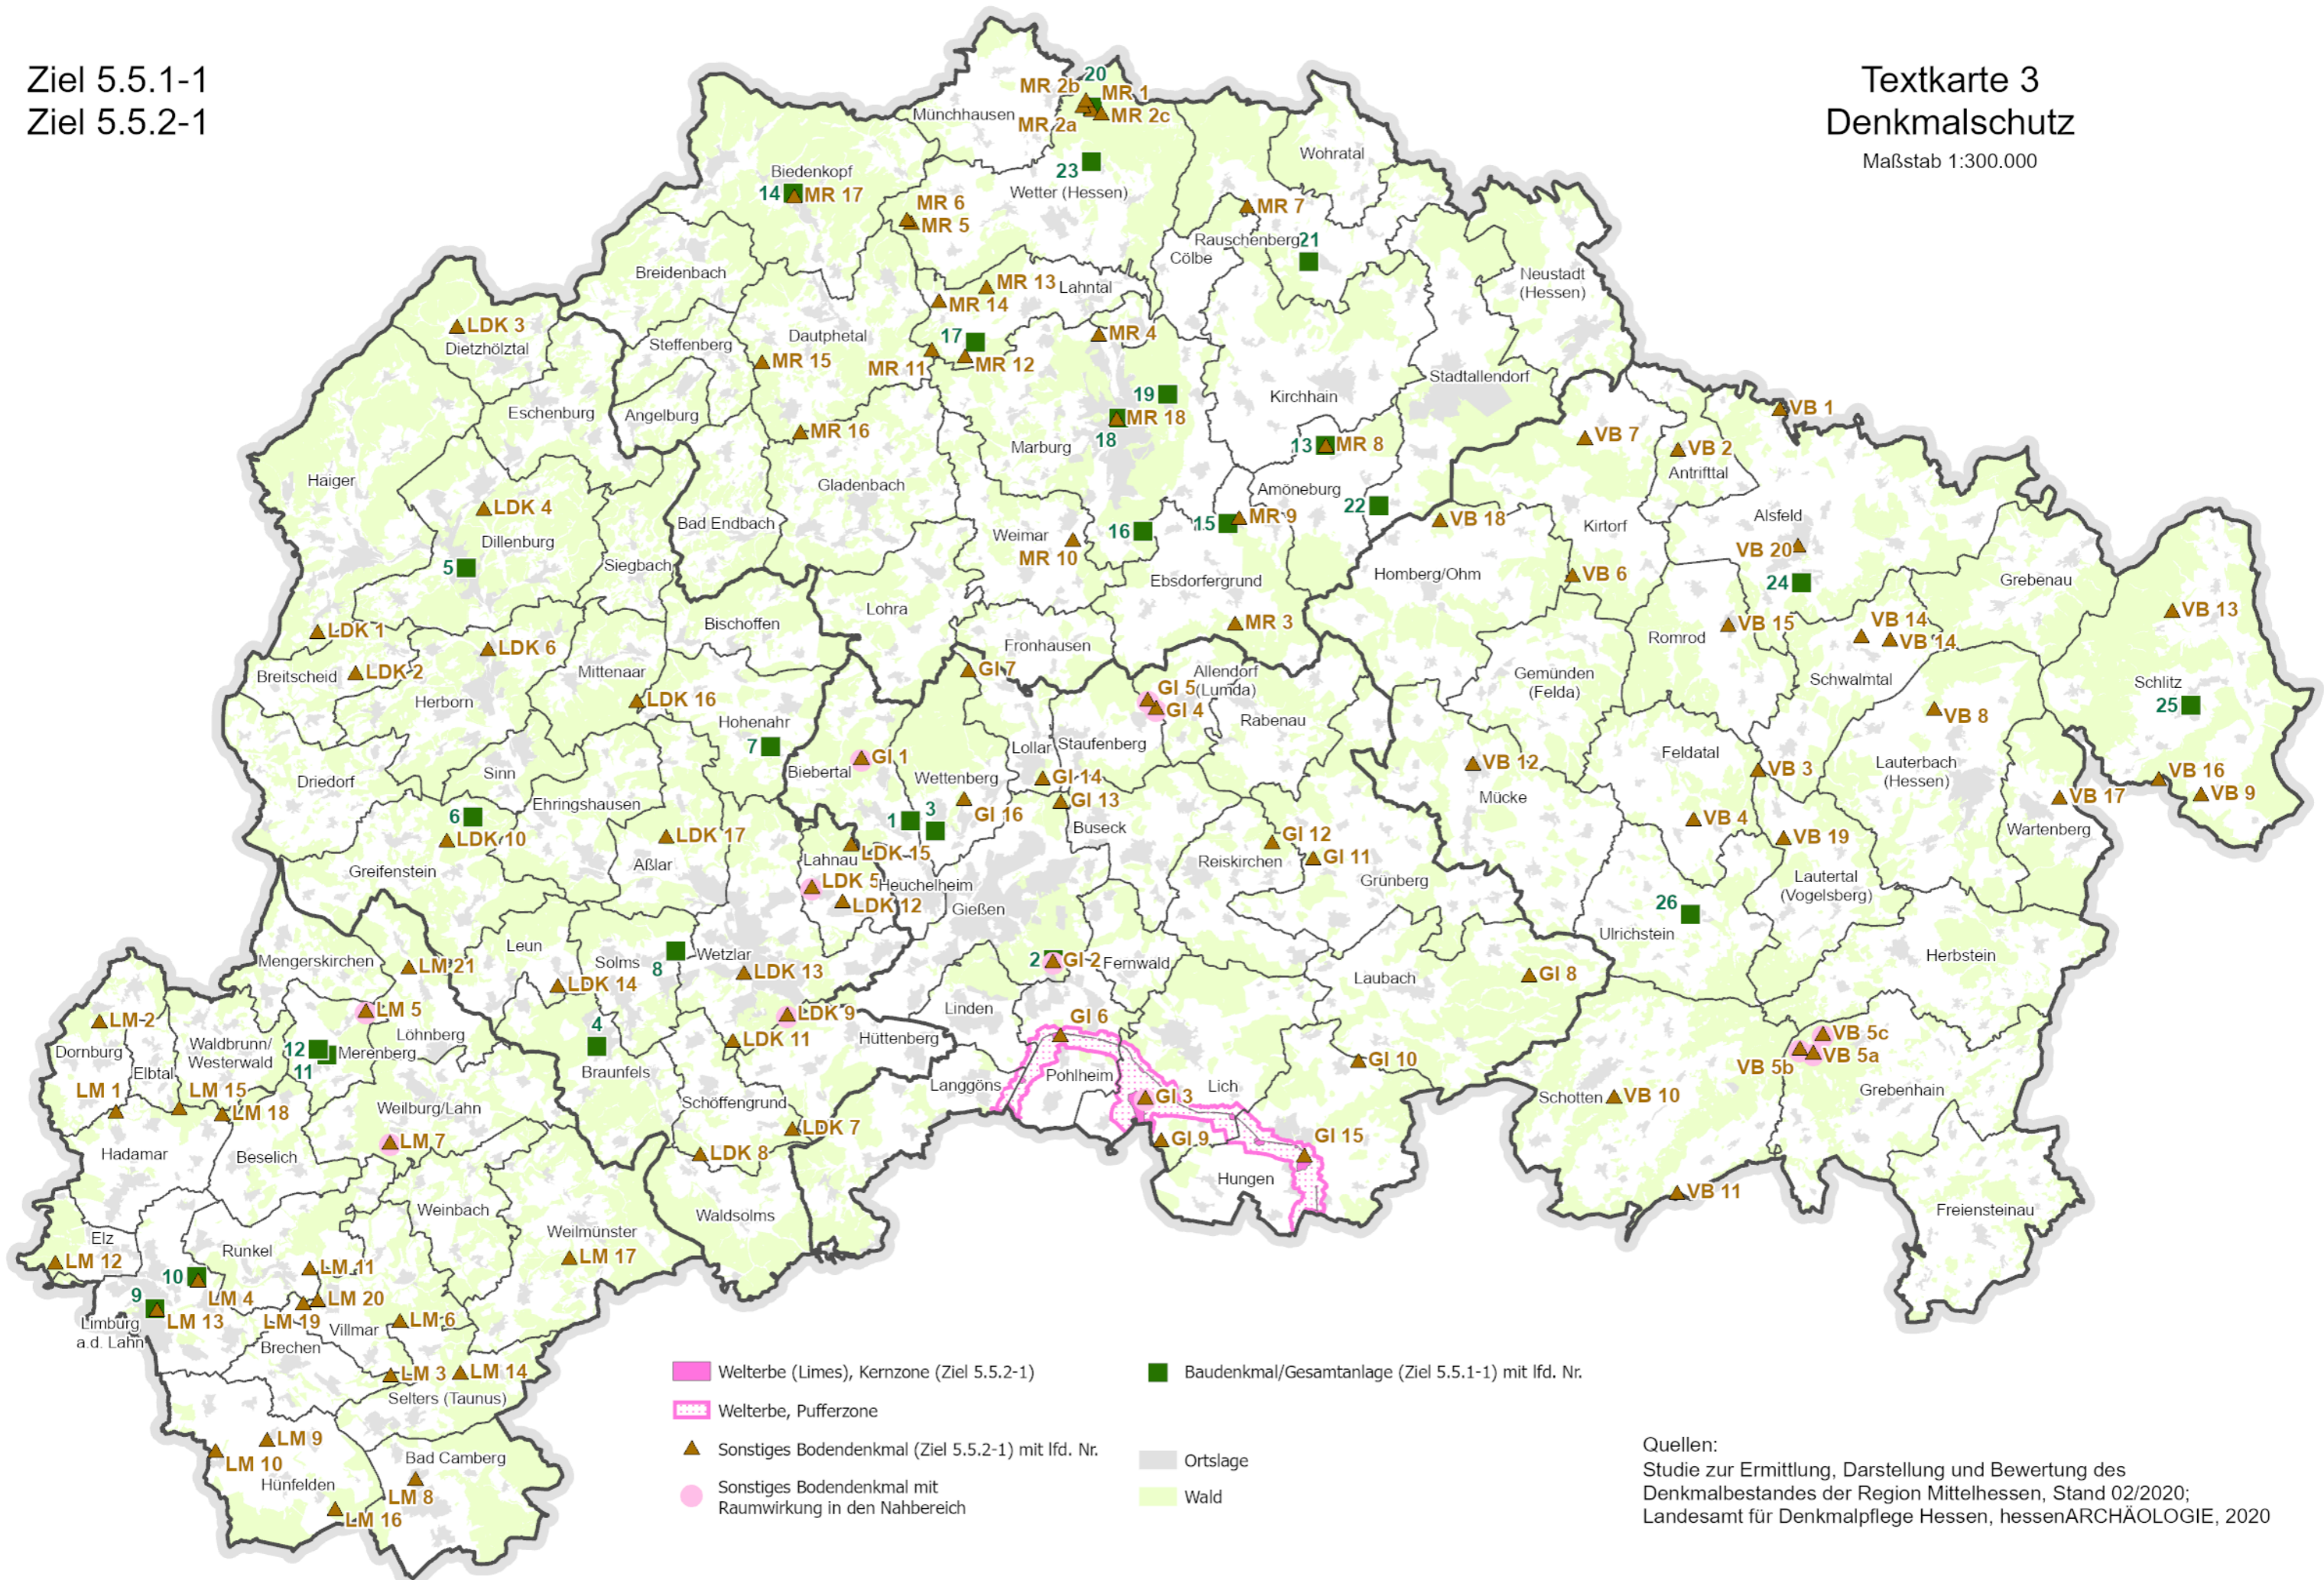 Ziel 5.5.1-1
Ziel 5.5.2-1
Textkarte 3
Denkmalschutz
Maßstab 1:300.000
20
MR 2b
MR 1
MR 2a
MR 2c
Münchhausen
Wohratal
23
Wetter (Hessen)
Biedenkopf
14
MR 17
MR 6
MR 5
MR 7
Rauschenberg
21
Cölbe
Breidenbach
Neustadt
(Hessen)
MR 13
Lahntal
MR 14
LDK 3
Dietzhölztal
Steffenberg
Dautphetal
17
MR 4
MR 15
MR 11
MR 12
Stadtallendorf
19
Kirchhain
Eschenburg
Angelburg
MR 18
18
VB 1
MR 16
Marburg
13
MR 8
VB 7
VB 2
Antrifttal
Haiger
Gladenbach
Amöneburg
LDK 4
22
Bad Endbach
MR 9
15
VB 18
Kirtorf
Alsfeld
Dillenburg
Weimar
MR 10
16
VB 20
5
Siegbach
Ebsdorfergrund
Homberg/Ohm
VB 6
24
Grebenau
Lohra
VB 13
Bischoffen
MR 3
VB 15
VB 14
VB 14
LDK 1
Romrod
Fronhausen
LDK 6
Breitscheid
LDK 2
Mittenaar
GI 7
Allendorf
(Lumda)
Gemünden
(Felda)
Schwalmtal
Schlitz
Herborn
LDK 16
GI 5
GI 4
25
Hohenahr
Rabenau
VB 8
7
Lollar
Staufenberg
Feldatal
GI 1
Biebertal
Wettenberg
GI 14
VB 12
VB 3
Lauterbach
(Hessen)
VB 16
VB 9
Driedorf
Sinn
Ehringshausen
GI 13
Mücke
VB 17
6
LDK 10
1
3
GI 16
Buseck
VB 4
VB 19
Wartenberg
LDK 17
GI 12
Greifenstein
Aßlar
Lahnau
LDK 15
Reiskirchen
GI 11
LDK 5
Heuchelheim
LDK 12
Gießen
Grünberg
Lautertal
(Vogelsberg)
26
Ulrichstein
Leun
Solms
8
Wetzlar
Mengerskirchen
LM 21
2
GI 2
Fernwald
Herbstein
LDK 13
LDK 14
Laubach
GI 8
LM 5
LDK 9
Linden
LM 2
Löhnberg
4
GI 6
VB 5c
VB 5a
VB 5b
Dornburg
Waldbrunn/
Westerwald
12
11
Merenberg
LDK 11
Hüttenberg
GI 10
Elbtal
Braunfels
Langgöns
Pohlheim
Lich
LM 1
LM 15
LM 18
Weilburg/Lahn
Schöffengrund
GI 3
Schotten
VB 10
Grebenhain
LM 7
LDK 7
GI 9
GI 15
Hadamar
Beselich
LDK 8
Hungen
VB 11
Weinbach
Waldsolms
Freiensteinau
Elz
Runkel
Weilmünster
LM 12
LM 17
LM 11
10
LM 4
LM 20
LM 19
9
LM 13
Limburg
a.d. Lahn
Villmar
LM 6
Brechen
LM 3
LM 14
Selters (Taunus)
LM 9
LM 10
Hünfelden
Bad Camberg
LM 8
LM 16
Welterbe (Limes), Kernzone (Ziel 5.5.2-1)
Welterbe, Pufferzone
Sonstiges Bodendenkmal (Ziel 5.5.2-1) mit lfd. Nr.
Sonstiges Bodendenkmal mit
Raumwirkung in den Nahbereich
Baudenkmal/Gesamtanlage (Ziel 5.5.1-1) mit lfd. Nr.
Ortslage
Wald
Quellen:
Studie zur Ermittlung, Darstellung und Bewertung des
Denkmalbestandes der Region Mittelhessen, Stand 02/2020;
Landesamt für Denkmalpflege Hessen, hessenARCHÄOLOGIE, 2020